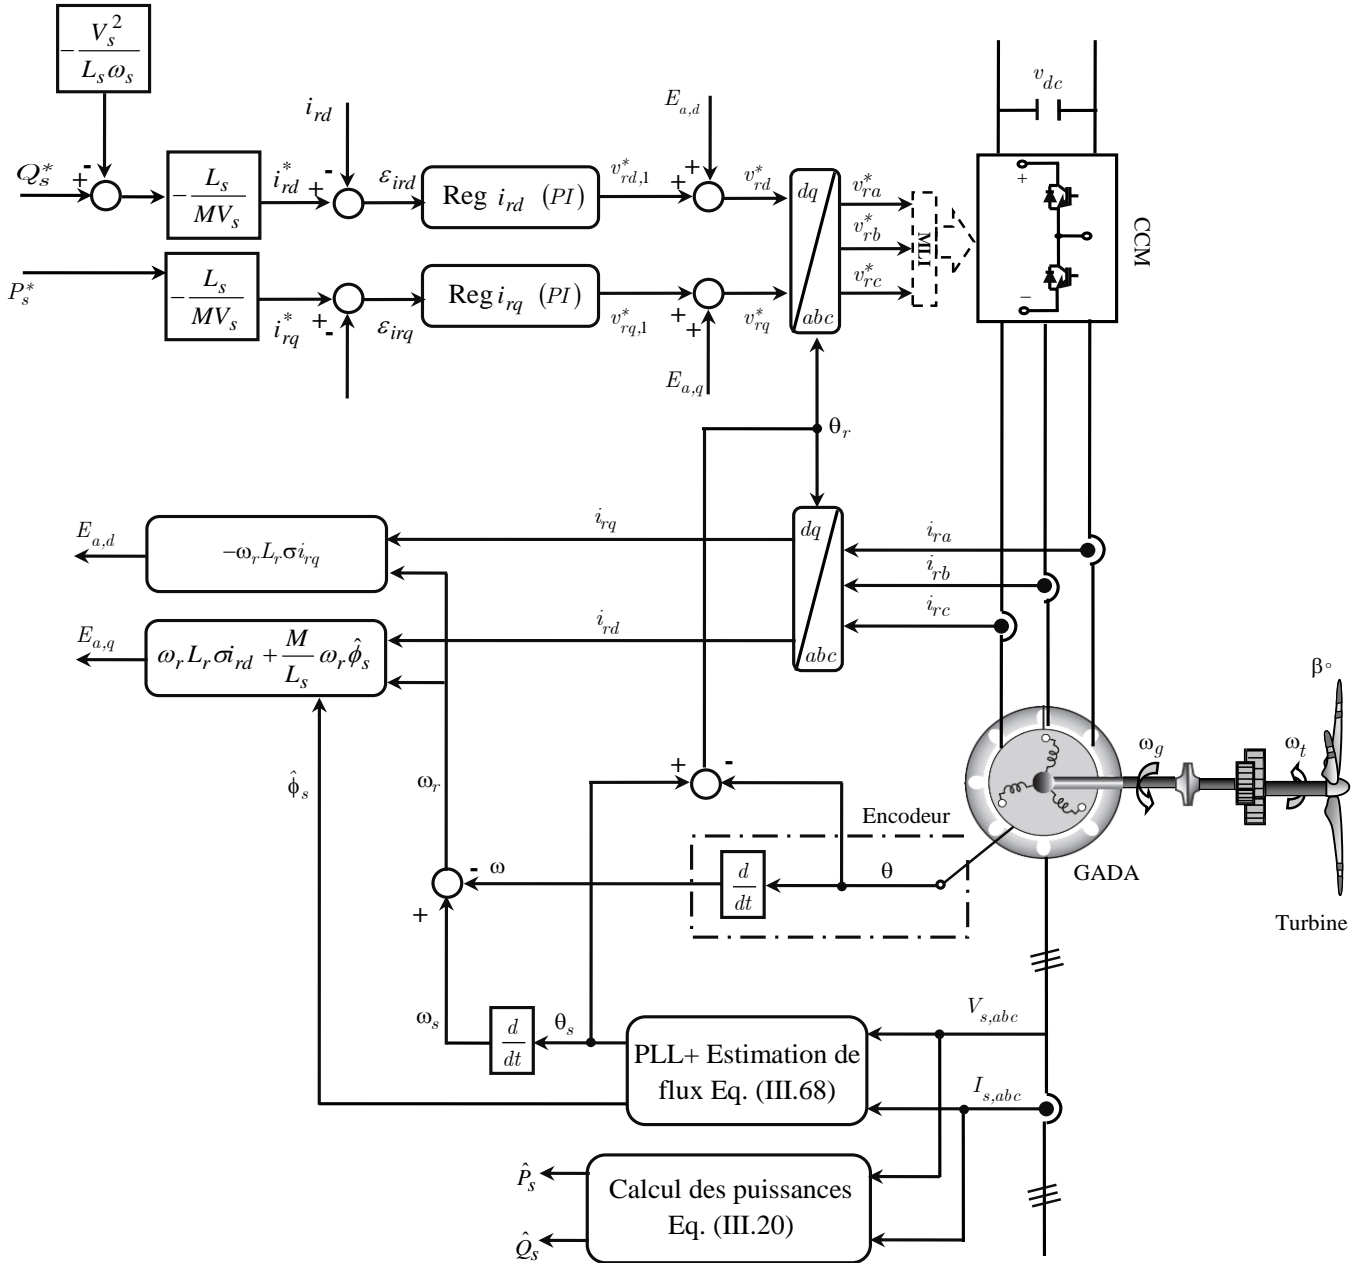 -V_s^2/(L_s ω_s)
Q_s^*
-
+
-L_s/(MV_s)
i_rd^*
i_rd
-
+
ε_ird
Reg i_rd (PI)
v_rd,1^*
E_a,d
+
+
v_rd^*
dq
abc
v_ra^*
v_rb^*
v_rc^*
MLI
v_dc
+
−
CCM
P_s^*
-L_s/(MV_s)
i_rq^*
+
-
ε_irq
Reg i_rq (PI)
v_rq,1^*
+
+
E_a,q
v_rq^*
θ_r
E_a,d
-ω_r L_r σ i_rq
i_rq
dq
abc
i_ra
i_rb
i_rc
E_a,q
ω_r L_r σ i_rd + M/L_s ω_r ϕ̂_s
i_rd
β°
ϕ̂_s
ω_r
+
-
ω_g
ω_t
Encodeur
-
ω
d/dt
θ
GADA
+
Turbine
ω_s
d/dt
θ_s
PLL+ Estimation de
flux Eq. (III.68)
V_s,abc
I_s,abc
P̂_s
Calcul des puissances
Eq. (III.20)
Q̂_s